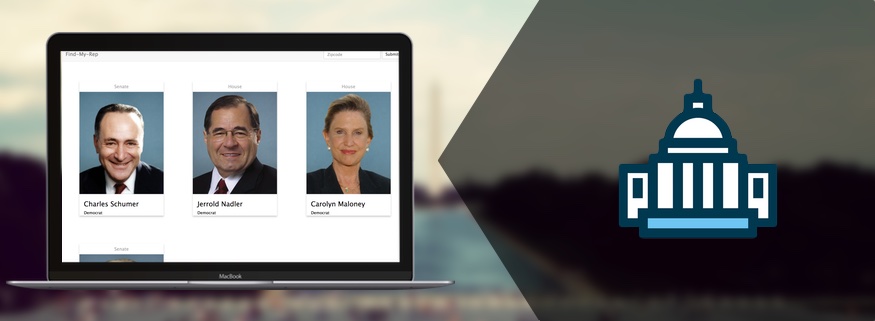 Find-My-Rep
Zipcode
Submit
Senate
House
House
Charles Schumer
Jerrold Nadler
Carolyn Maloney
Democrat
Democrat
Democrat
Senate
MacBook